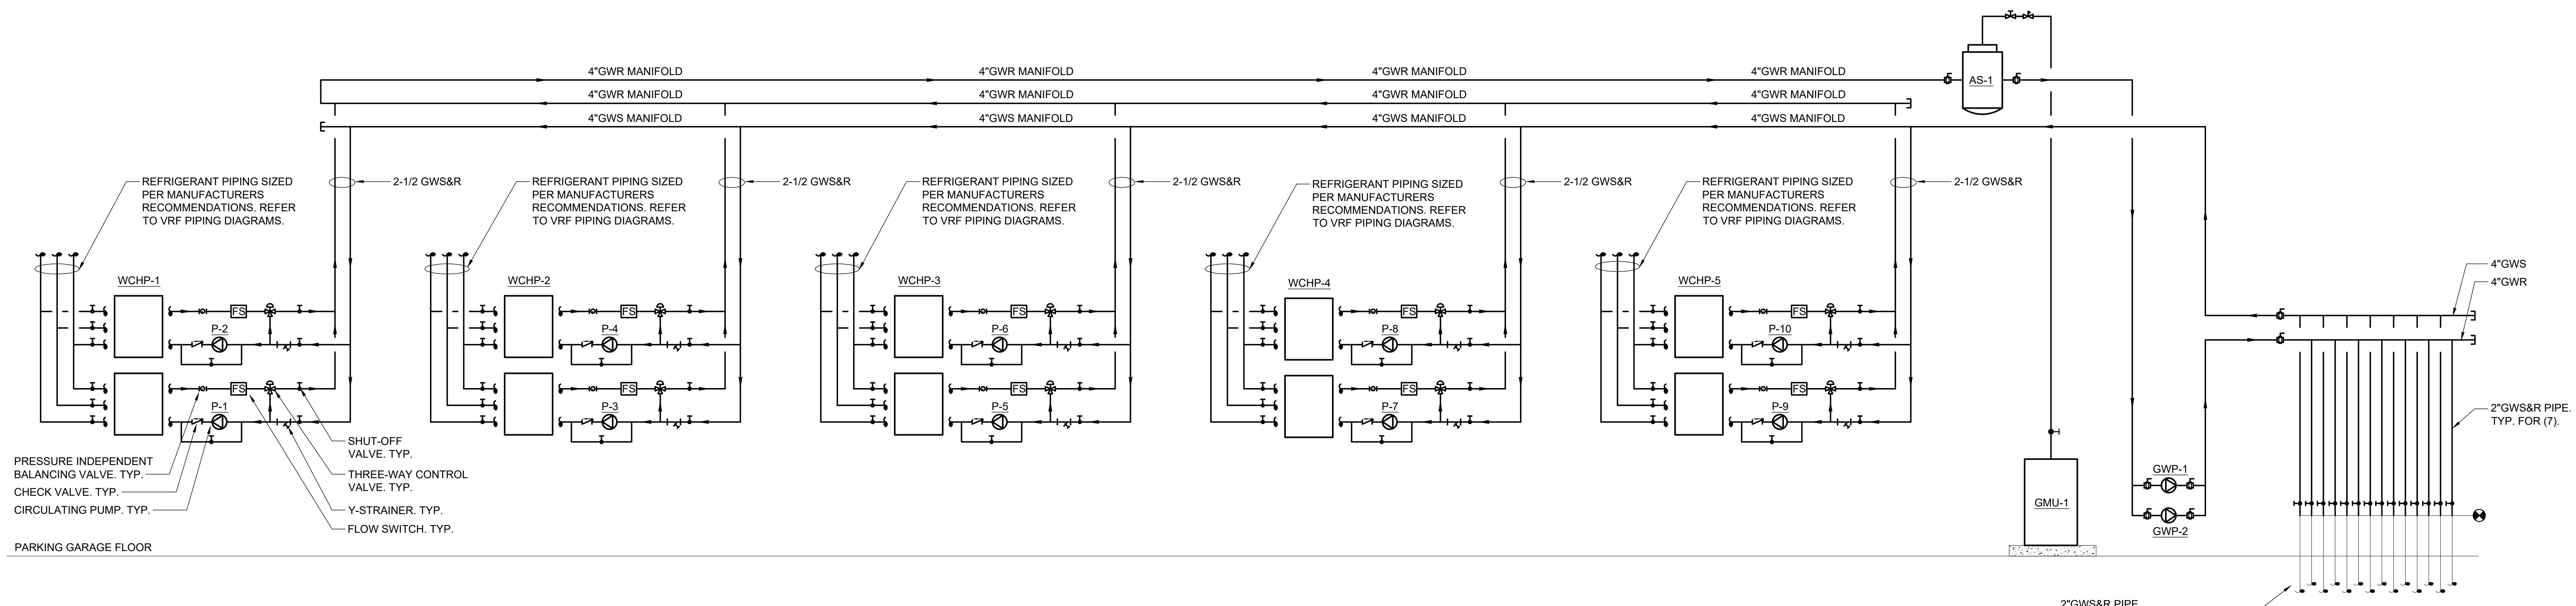 4"GWR MANIFOLD 4"GWR MANIFOLD 4"GWR MANIFOLD 4"GWR MANIFOLD
AS-1
4"GWR MANIFOLD 4"GWR MANIFOLD 4"GWR MANIFOLD 4"GWR MANIFOLD
4"GWS MANIFOLD 4"GWS MANIFOLD 4"GWS MANIFOLD 4"GWS MANIFOLD
REFRIGERANT PIPING SIZED
PER MANUFACTURERS
RECOMMENDATIONS. REFER
TO VRF PIPING DIAGRAMS.
2-1/2 GWS&R
REFRIGERANT PIPING SIZED
PER MANUFACTURERS
RECOMMENDATIONS. REFER
TO VRF PIPING DIAGRAMS.
2-1/2 GWS&R
REFRIGERANT PIPING SIZED
PER MANUFACTURERS
RECOMMENDATIONS. REFER
TO VRF PIPING DIAGRAMS.
2-1/2 GWS&R
REFRIGERANT PIPING SIZED
PER MANUFACTURERS
RECOMMENDATIONS. REFER
TO VRF PIPING DIAGRAMS.
2-1/2 GWS&R
REFRIGERANT PIPING SIZED
PER MANUFACTURERS
RECOMMENDATIONS. REFER
TO VRF PIPING DIAGRAMS.
2-1/2 GWS&R
WCHP-1
FS
P-2
FS
P-1
WCHP-2
FS
P-4
FS
P-3
WCHP-3
FS
P-6
FS
P-5
WCHP-4
FS
P-8
FS
P-7
WCHP-5
FS
P-10
FS
P-9
4"GWS
4"GWR
2"GWS&R PIPE.
TYP. FOR (7).
SHUT-OFF
VALVE. TYP.
PRESSURE INDEPENDENT
BALANCING VALVE. TYP.
THREE-WAY CONTROL
VALVE. TYP.
CHECK VALVE. TYP.
CIRCULATING PUMP. TYP.
Y-STRAINER. TYP.
FLOW SWITCH. TYP.
GWP-1
GMU-1
GWP-2
PARKING GARAGE FLOOR
2"GWS&R PIPE